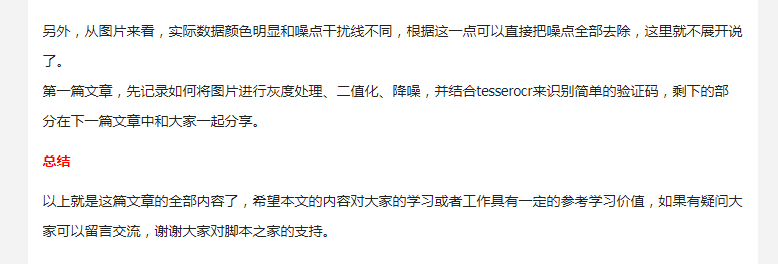 另外，从图片来看，实际数据颜色明显和噪点干扰线不同，根据这一点可以直接把噪点全部去除，这里就不展开说
了。
第一篇文章，先记录如何将图片进行灰度处理、二值化、降噪，并结合tesserocr来识别简单的验证码，剩下的部
分在下一篇文章中和大家一起分享。
总结
以上就是这篇文章的全部内容了，希望本文的内容对大家的学习或者工作具有一定的参考学习价值，如果有疑问大
家可以留言交流，谢谢大家对脚本之家的支持。